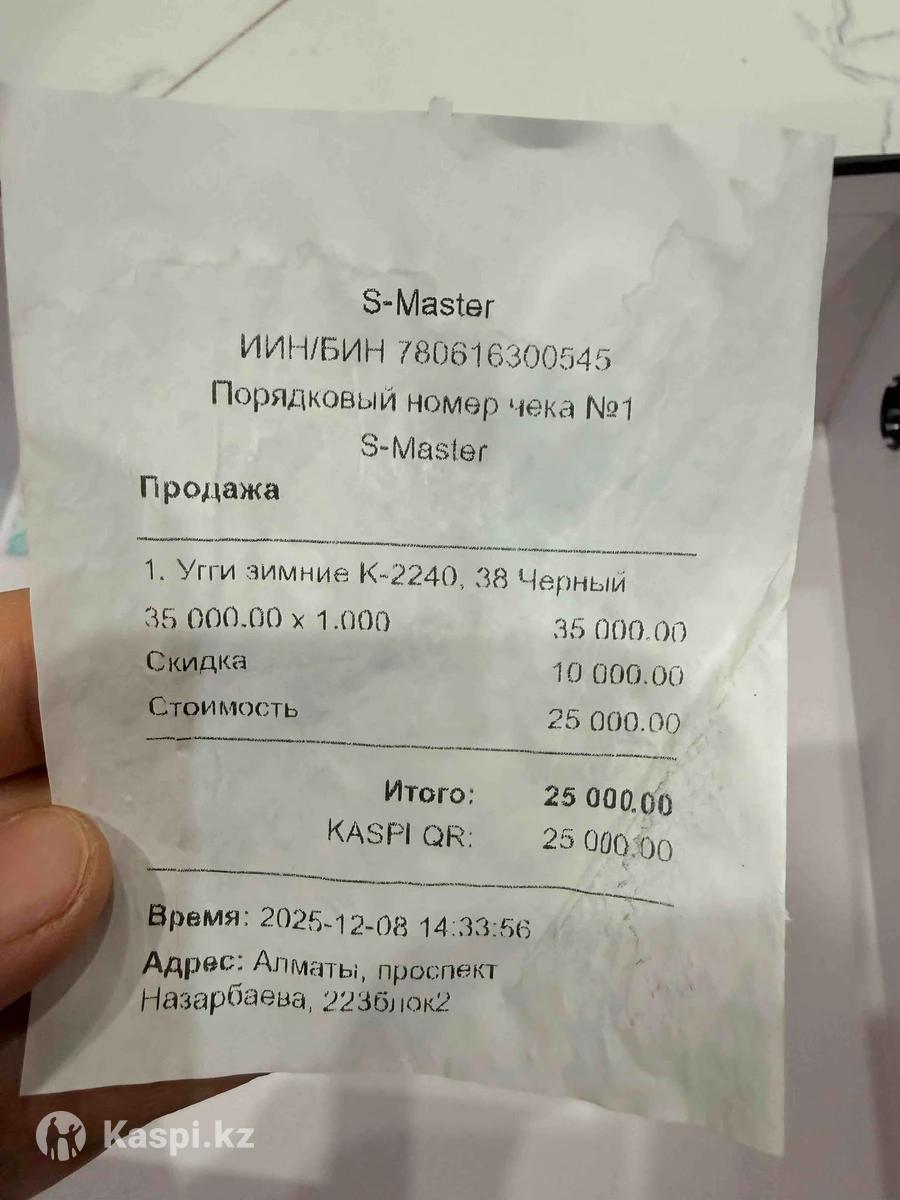 S-Master
ИИН/БИН 780616300545
Порядковый номер чека №1
S-Master
Продажа
1. Угги зимние К-2240, 38 Черный
35 000.00 x 1.000 35 000.00
Скидка 10 000.00
Стоимость 25 000.00
Итого: 25 000.00
KASPI QR: 25 000.00
Время: 2025-12-08 14:33:56
Адрес: Алматы, проспект
Назарбаева, 223блок2
Kaspi.kz